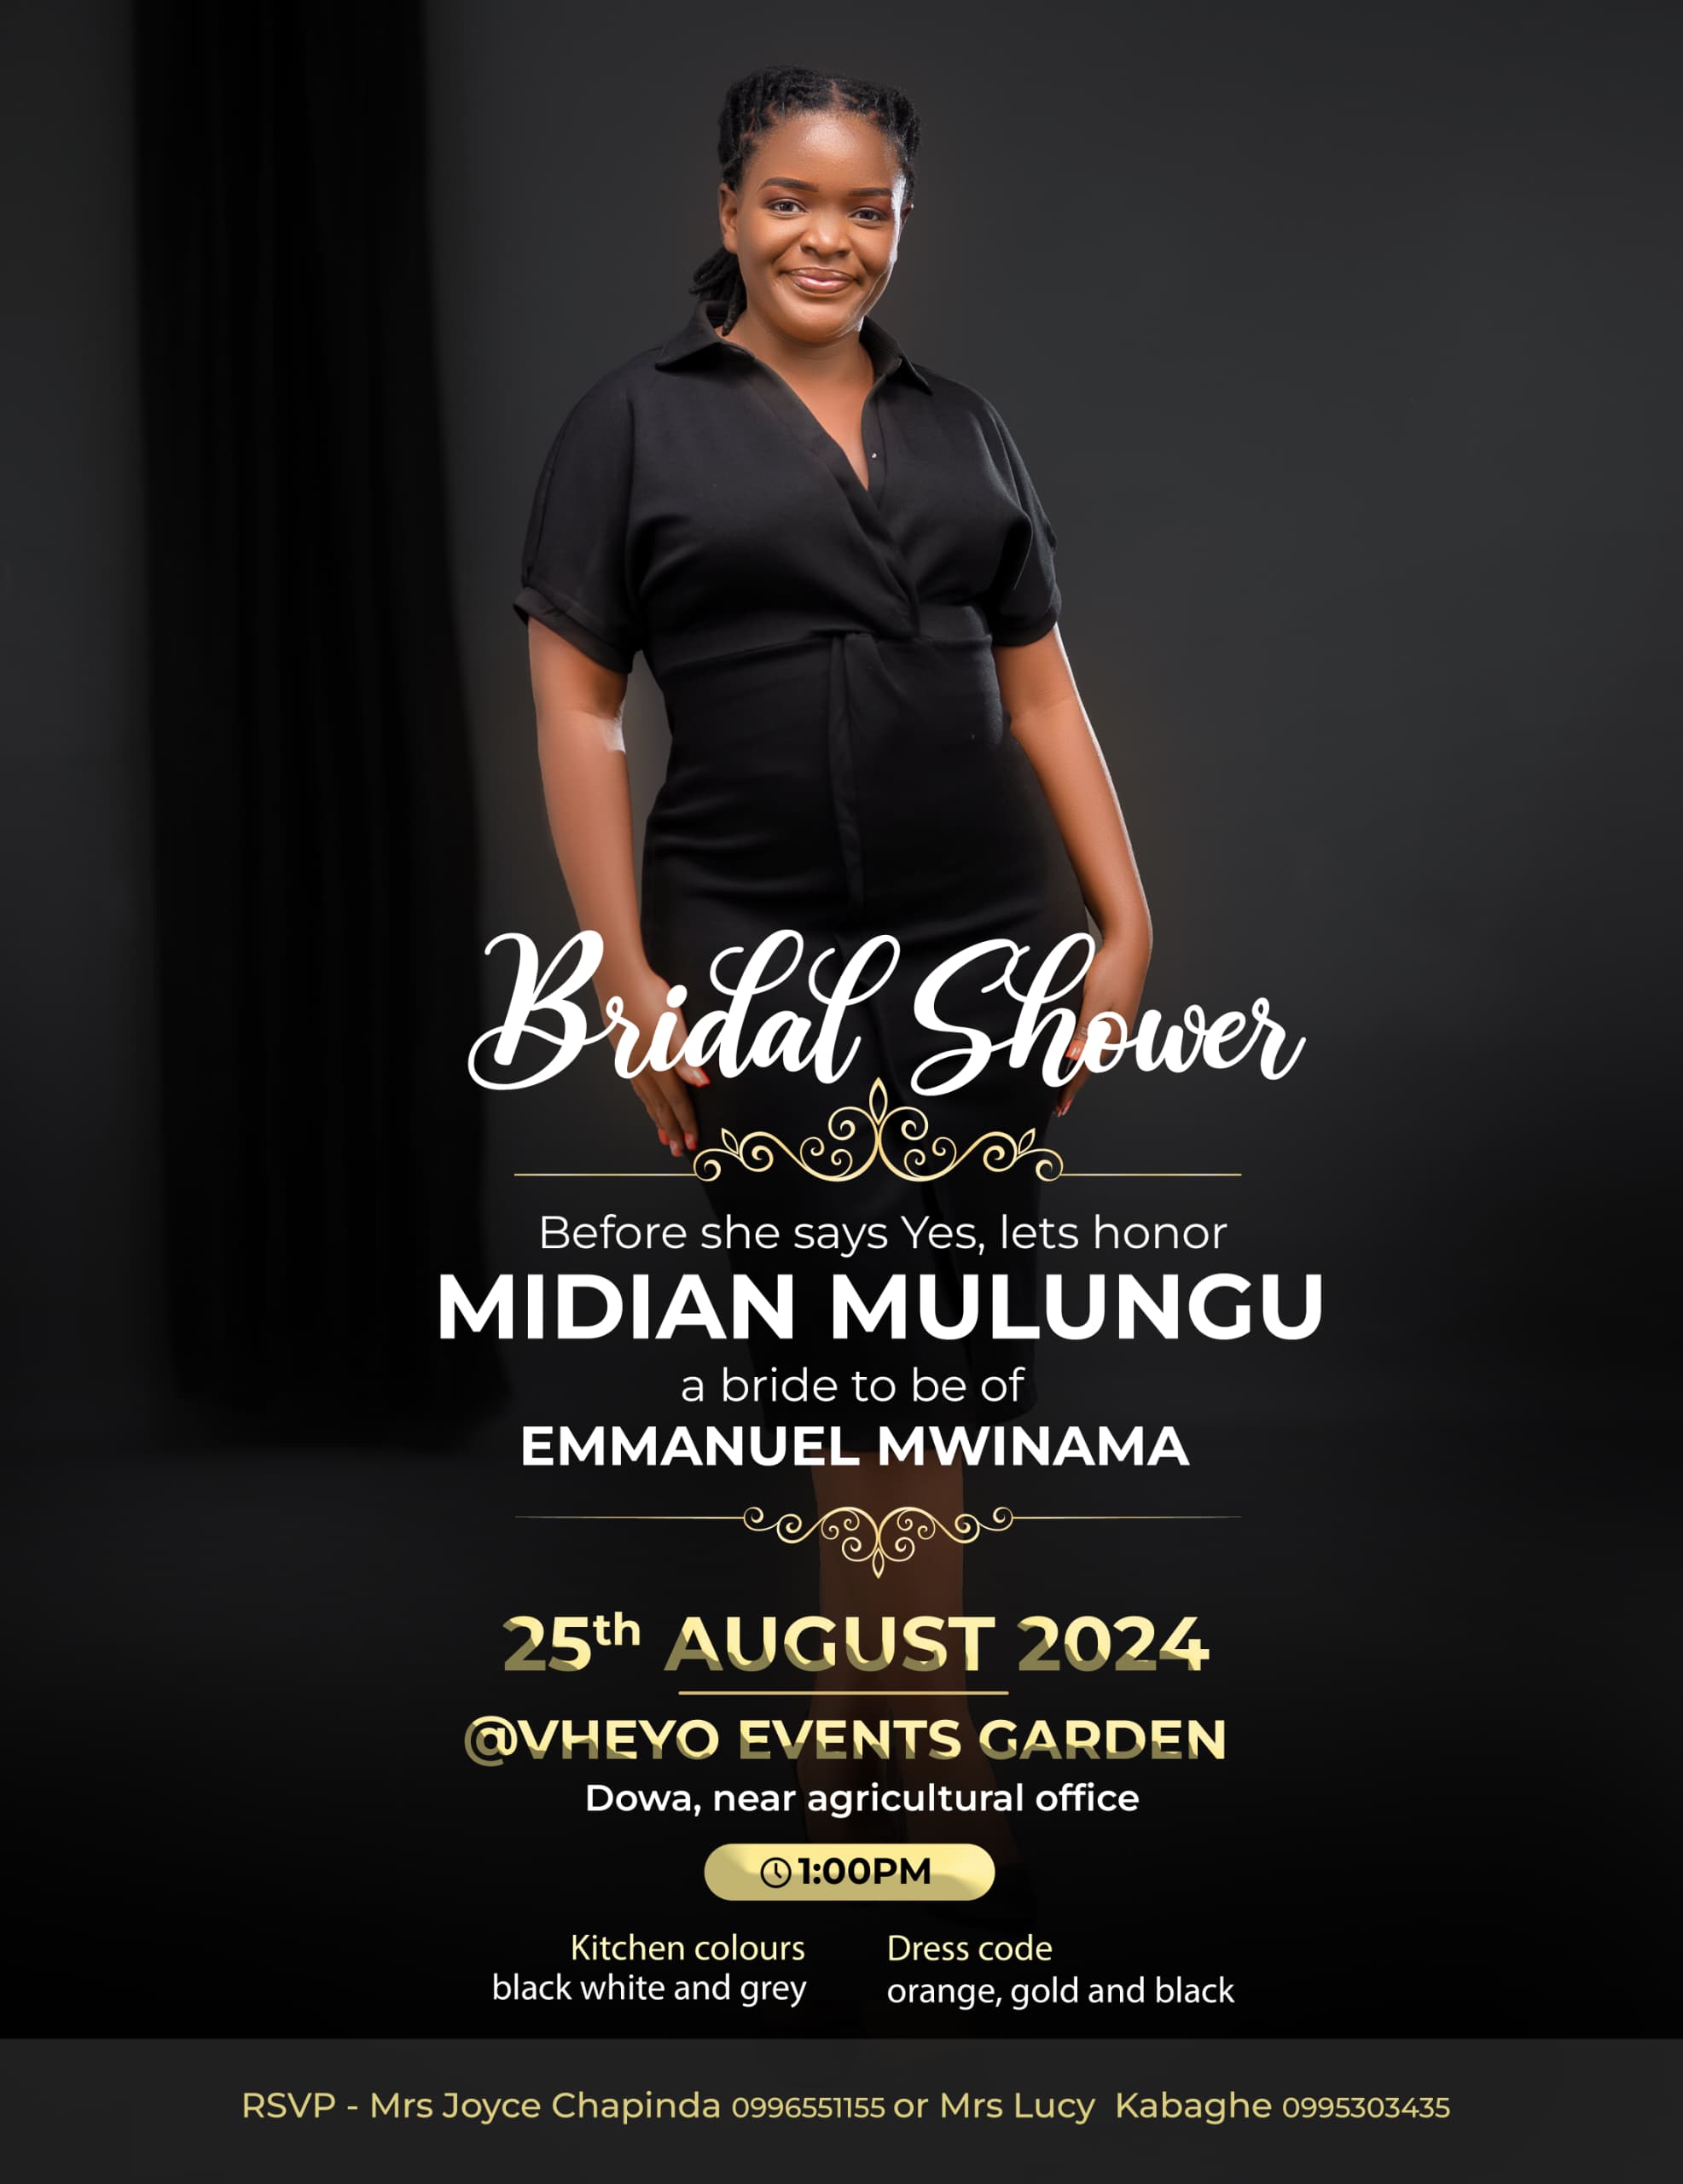 Bridal Shower
Before she says Yes, lets honor
MIDIAN MULUNGU
a bride to be of
EMMANUEL MWINAMA
25th AUGUST 2024
@VHEYO EVENTS GARDEN
Dowa, near agricultural office
1:00PM
Kitchen colours
black white and grey
Dress code
orange, gold and black
RSVP - Mrs Joyce Chapinda 0996551155 or Mrs Lucy Kabaghe 0995303435